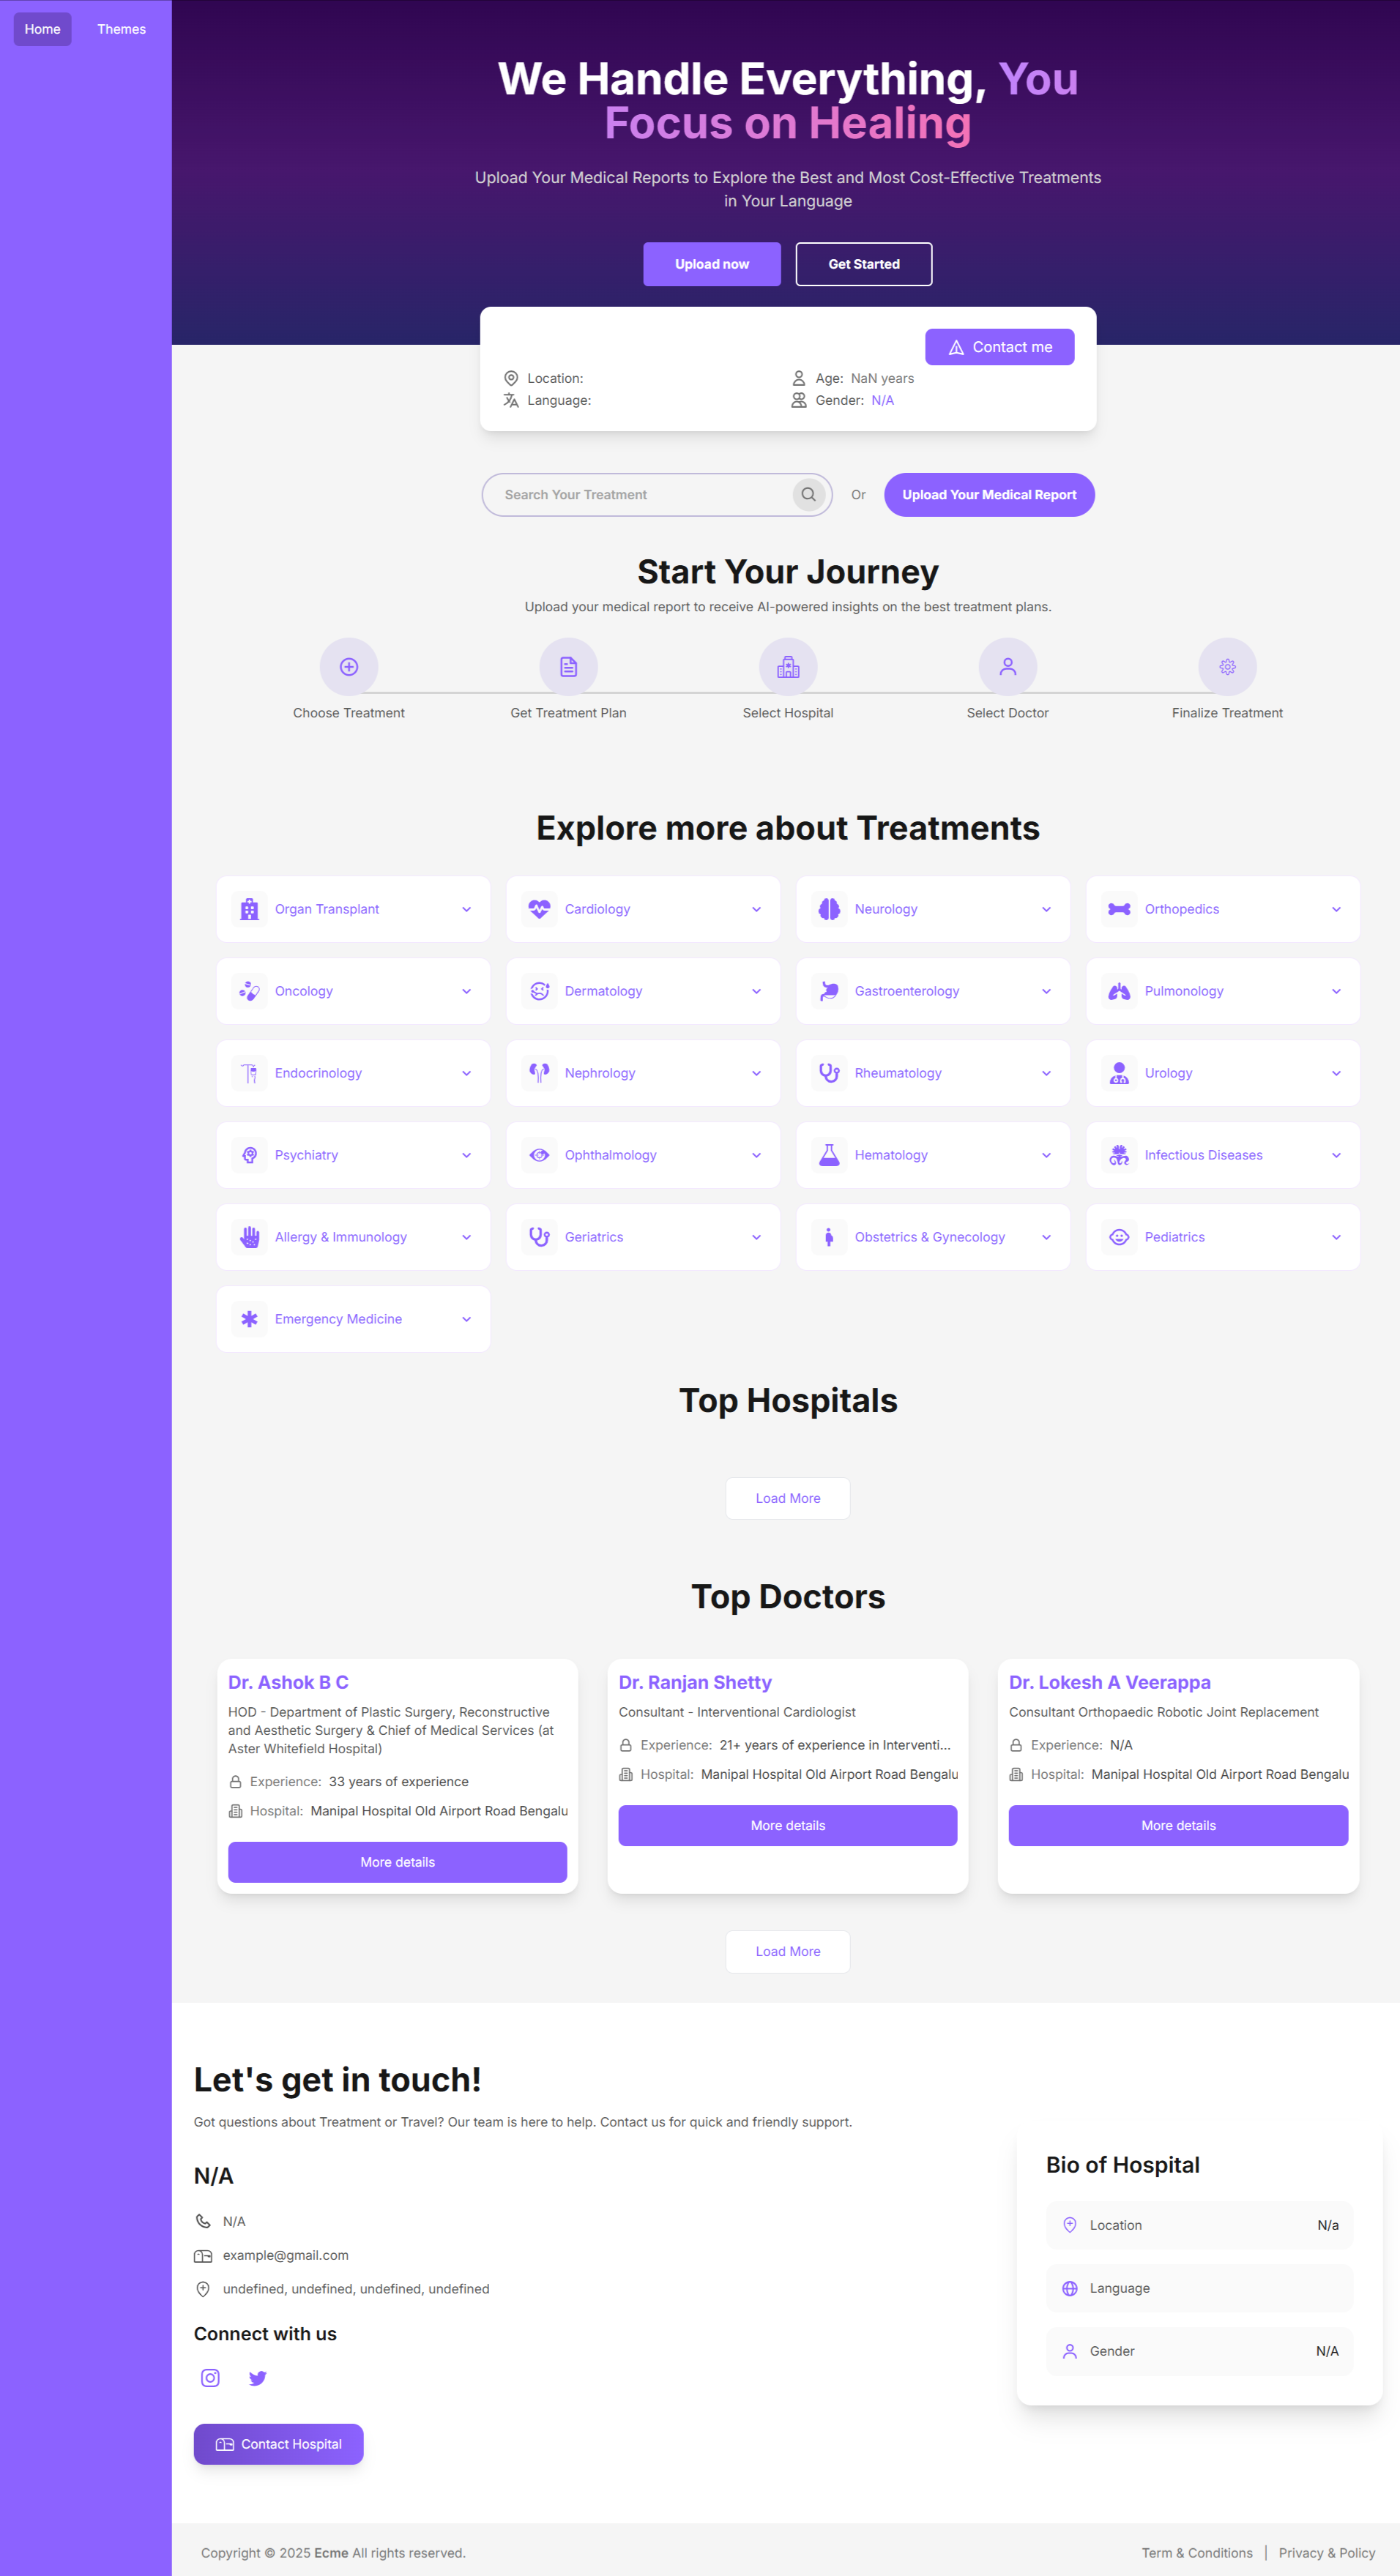 Home
Themes
We Handle Everything, You
Focus on Healing
Upload Your Medical Reports to Explore the Best and Most Cost-Effective Treatments
in Your Language
Upload now
Get Started
Contact me
Location:
Age: NaN years
Language:
Gender: N/A
Search Your Treatment
Or
Upload Your Medical Report
Start Your Journey
Upload your medical report to receive AI-powered insights on the best treatment plans.
Choose Treatment
Get Treatment Plan
Select Hospital
Select Doctor
Finalize Treatment
Explore more about Treatments
Organ Transplant
Cardiology
Neurology
Orthopedics
Oncology
Dermatology
Gastroenterology
Pulmonology
Endocrinology
Nephrology
Rheumatology
Urology
Psychiatry
Ophthalmology
Hematology
Infectious Diseases
Allergy & Immunology
Geriatrics
Obstetrics & Gynecology
Pediatrics
Emergency Medicine
Top Hospitals
Load More
Top Doctors
Dr. Ashok B C
HOD - Department of Plastic Surgery, Reconstructive
and Aesthetic Surgery & Chief of Medical Services (at
Aster Whitefield Hospital)
Experience: 33 years of experience
Hospital: Manipal Hospital Old Airport Road Bengalu
More details
Dr. Ranjan Shetty
Consultant - Interventional Cardiologist
Experience: 21+ years of experience in Interventi...
Hospital: Manipal Hospital Old Airport Road Bengalu
More details
Dr. Lokesh A Veerappa
Consultant Orthopaedic Robotic Joint Replacement
Experience: N/A
Hospital: Manipal Hospital Old Airport Road Bengalu
More details
Load More
Let's get in touch!
Got questions about Treatment or Travel? Our team is here to help. Contact us for quick and friendly support.
N/A
N/A
example@gmail.com
undefined, undefined, undefined, undefined
Connect with us
Contact Hospital
Bio of Hospital
Location
N/a
Language
Gender
N/A
Copyright © 2025 Ecme All rights reserved.
Term & Conditions | Privacy & Policy